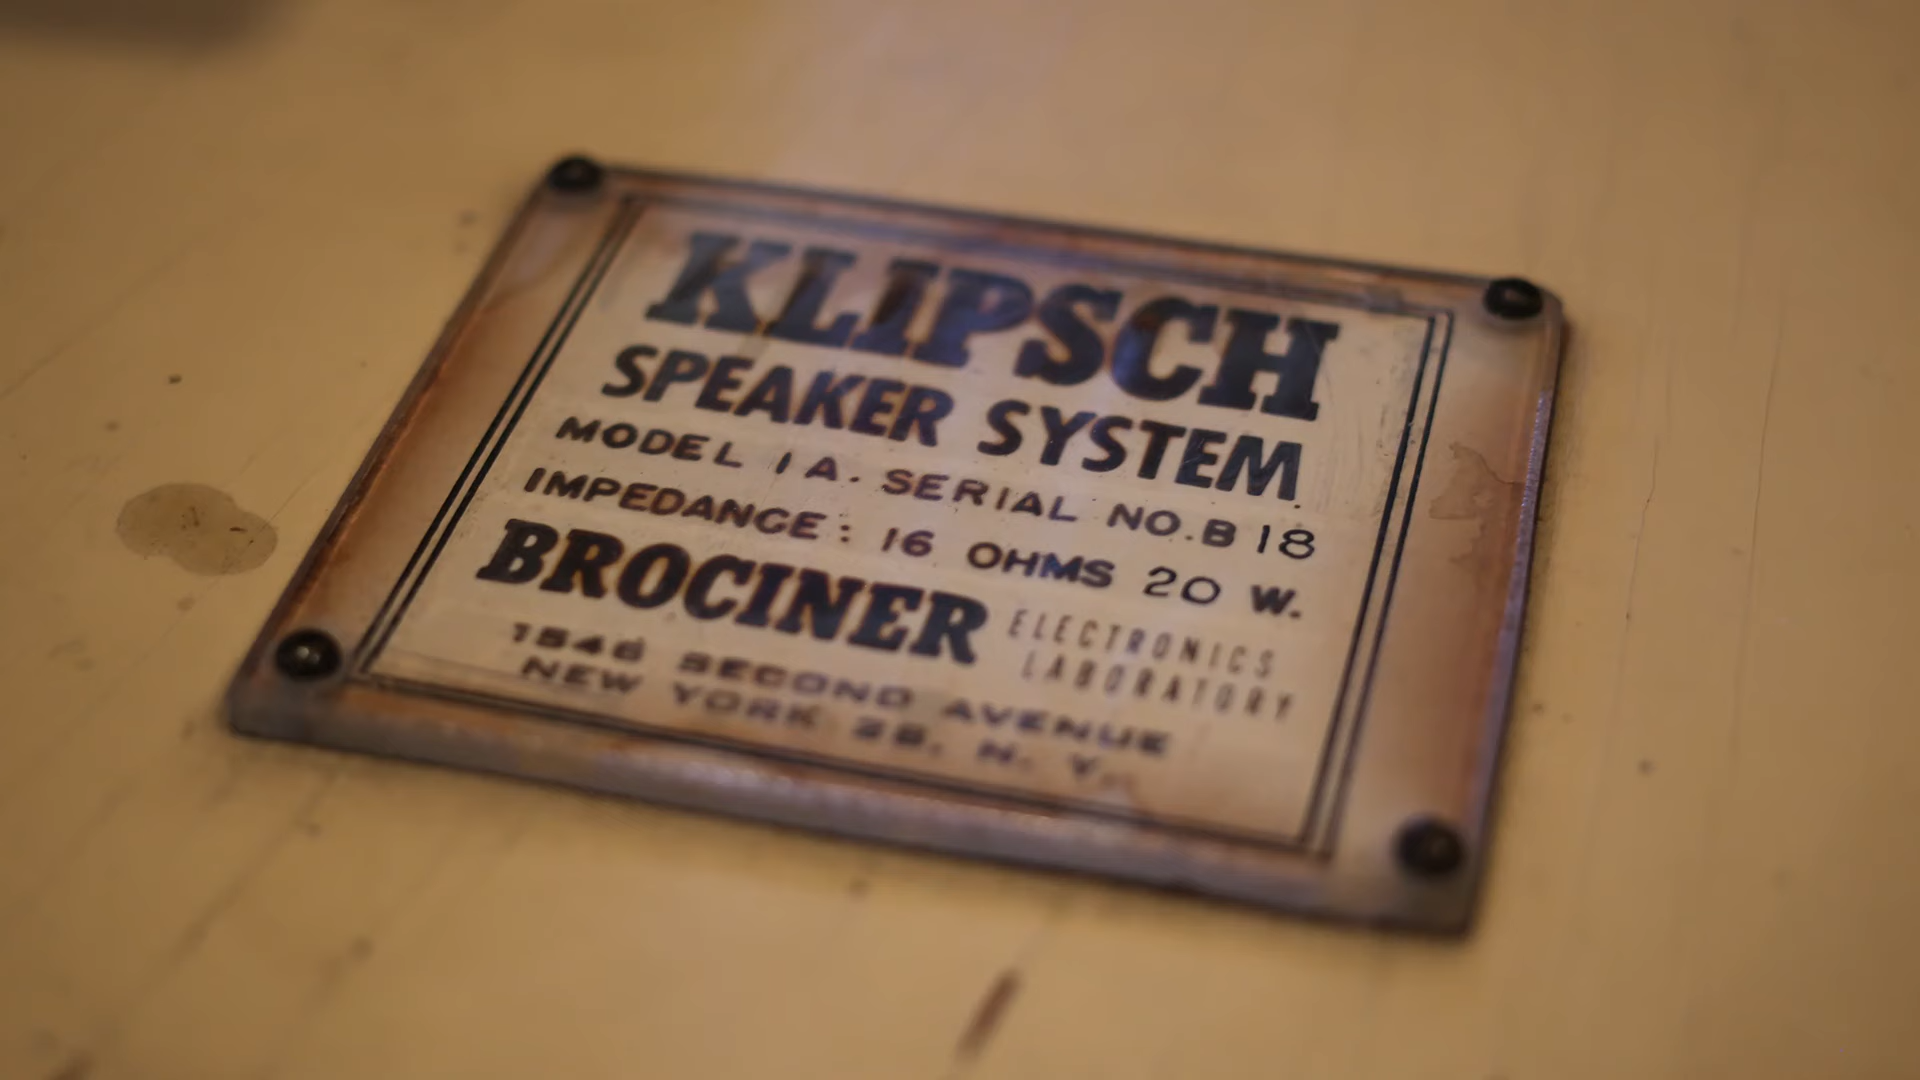 KLIPSCH
SPEAKER SYSTEM
MODEL 1A. SERIAL NO. B 18
IMPEDANCE: 16 OHMS 20 W.
BROCINER ELECTRONICS LABORATORY
1546 SECOND AVENUE
NEW YORK 28, N. Y.